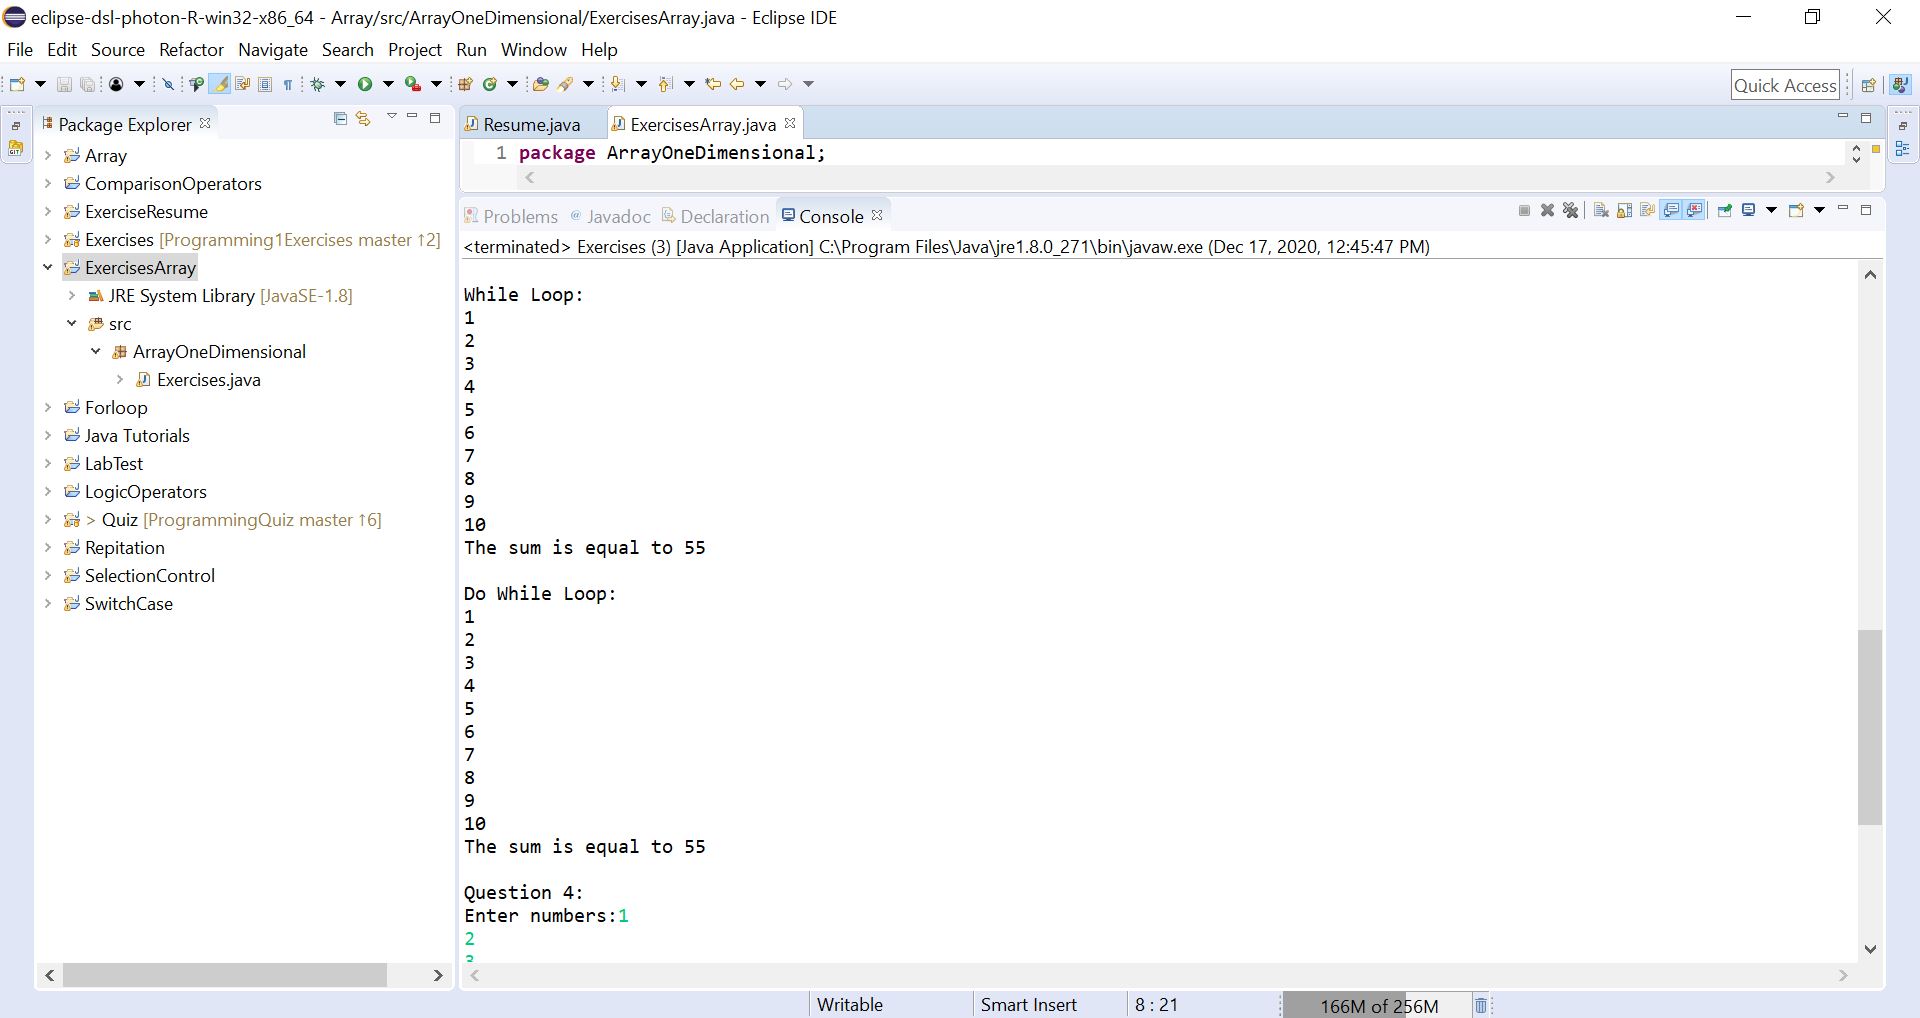 eclipse-dsl-photon-R-win32-x86_64 - Array/src/ArrayOneDimensional/ExercisesArray.java - Eclipse IDE
File Edit Source Refactor Navigate Search Project Run Window Help
Quick Access
Package Explorer
Array
ComparisonOperators
ExerciseResume
Exercises [Programming1Exercises master ↑2]
ExercisesArray
JRE System Library [JavaSE-1.8]
src
ArrayOneDimensional
Exercises.java
Forloop
Java Tutorials
LabTest
LogicOperators
> Quiz [ProgrammingQuiz master ↑6]
Repitation
SelectionControl
SwitchCase
Resume.java ExercisesArray.java
1 package ArrayOneDimensional;
Problems @ Javadoc Declaration Console
<terminated> Exercises (3) [Java Application] C:\Program Files\Java\jre1.8.0_271\bin\javaw.exe (Dec 17, 2020, 12:45:47 PM)
While Loop:
1
2
3
4
5
6
7
8
9
10
The sum is equal to 55
Do While Loop:
1
2
3
4
5
6
7
8
9
10
The sum is equal to 55
Question 4:
Enter numbers:1
2
3
Writable Smart Insert 8 : 21 166M of 256M